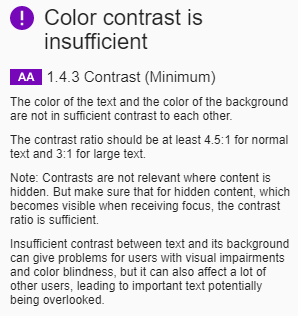 Color contrast is
insufficient
AA 1.4.3 Contrast (Minimum)
The color of the text and the color of the background
are not in sufficient contrast to each other.
The contrast ratio should be at least 4.5:1 for normal
text and 3:1 for large text.
Note: Contrasts are not relevant where content is
hidden. But make sure that for hidden content, which
becomes visible when receiving focus, the contrast
ratio is sufficient.
Insufficient contrast between text and its background
can give problems for users with visual impairments
and color blindness, but it can also affect a lot of
other users, leading to important text potentially
being overlooked.